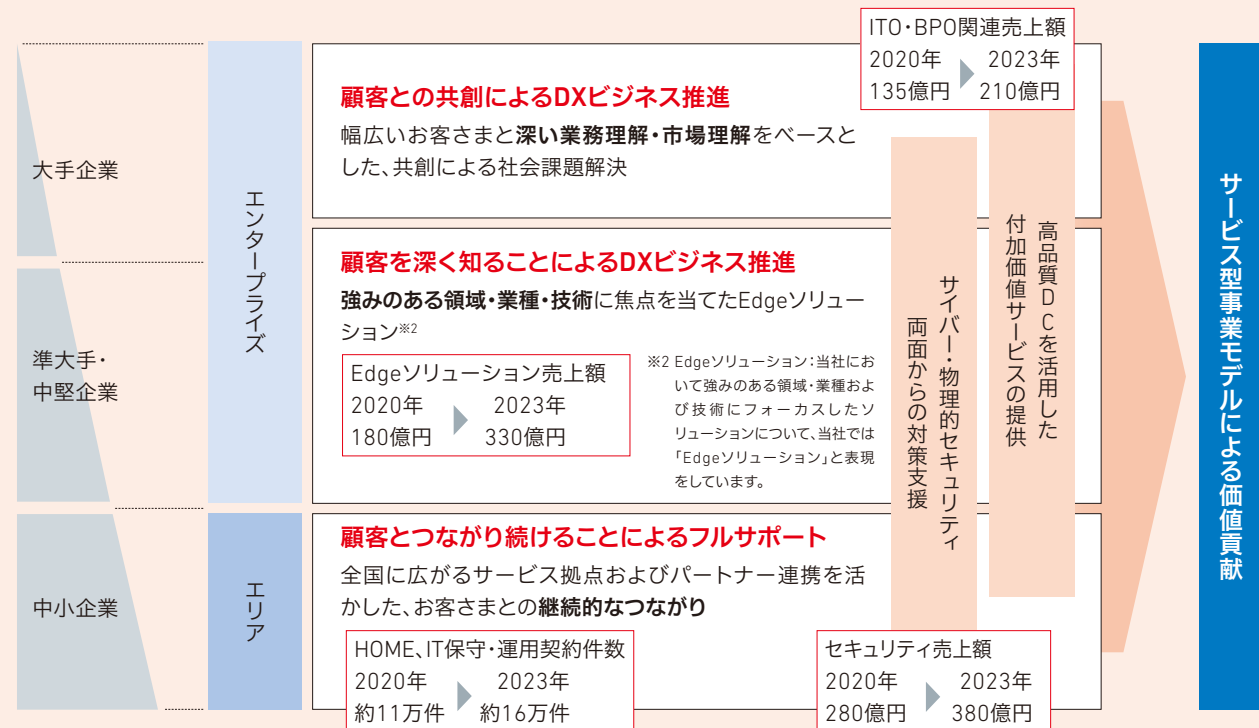 ITO・BPO関連売上額
2020年
2023年
135億円
210億円
大手企業
準大手・
中堅企業
中小企業
エンタープライズ
エリア
顧客との共創によるDXビジネス推進
幅広いお客さまと深い業務理解・市場理解をベースと
した、共創による社会課題解決
顧客を深く知ることによるDXビジネス推進
強みのある領域・業種・技術に焦点を当てたEdgeソリュー
ション※2
Edgeソリューション売上額
2020年
2023年
180億円
330億円
※2 Edgeソリューション：当社にお
いて強みのある領域・業種およ
び技術にフォーカスしたソ
リューションについて、当社では
「Edgeソリューション」と表現
をしています。
顧客とつながり続けることによるフルサポート
全国に広がるサービス拠点およびパートナー連携を活
かした、お客さまとの継続的なつながり
HOME、IT保守・運用契約件数
2020年
2023年
約11万件
約16万件
セキュリティ売上額
2020年
2023年
280億円
380億円
サイバー・物理的セキュリティ
両面からの対策支援
高品質DCを活用した
付加価値サービスの提供
サービス型事業モデルによる価値貢献